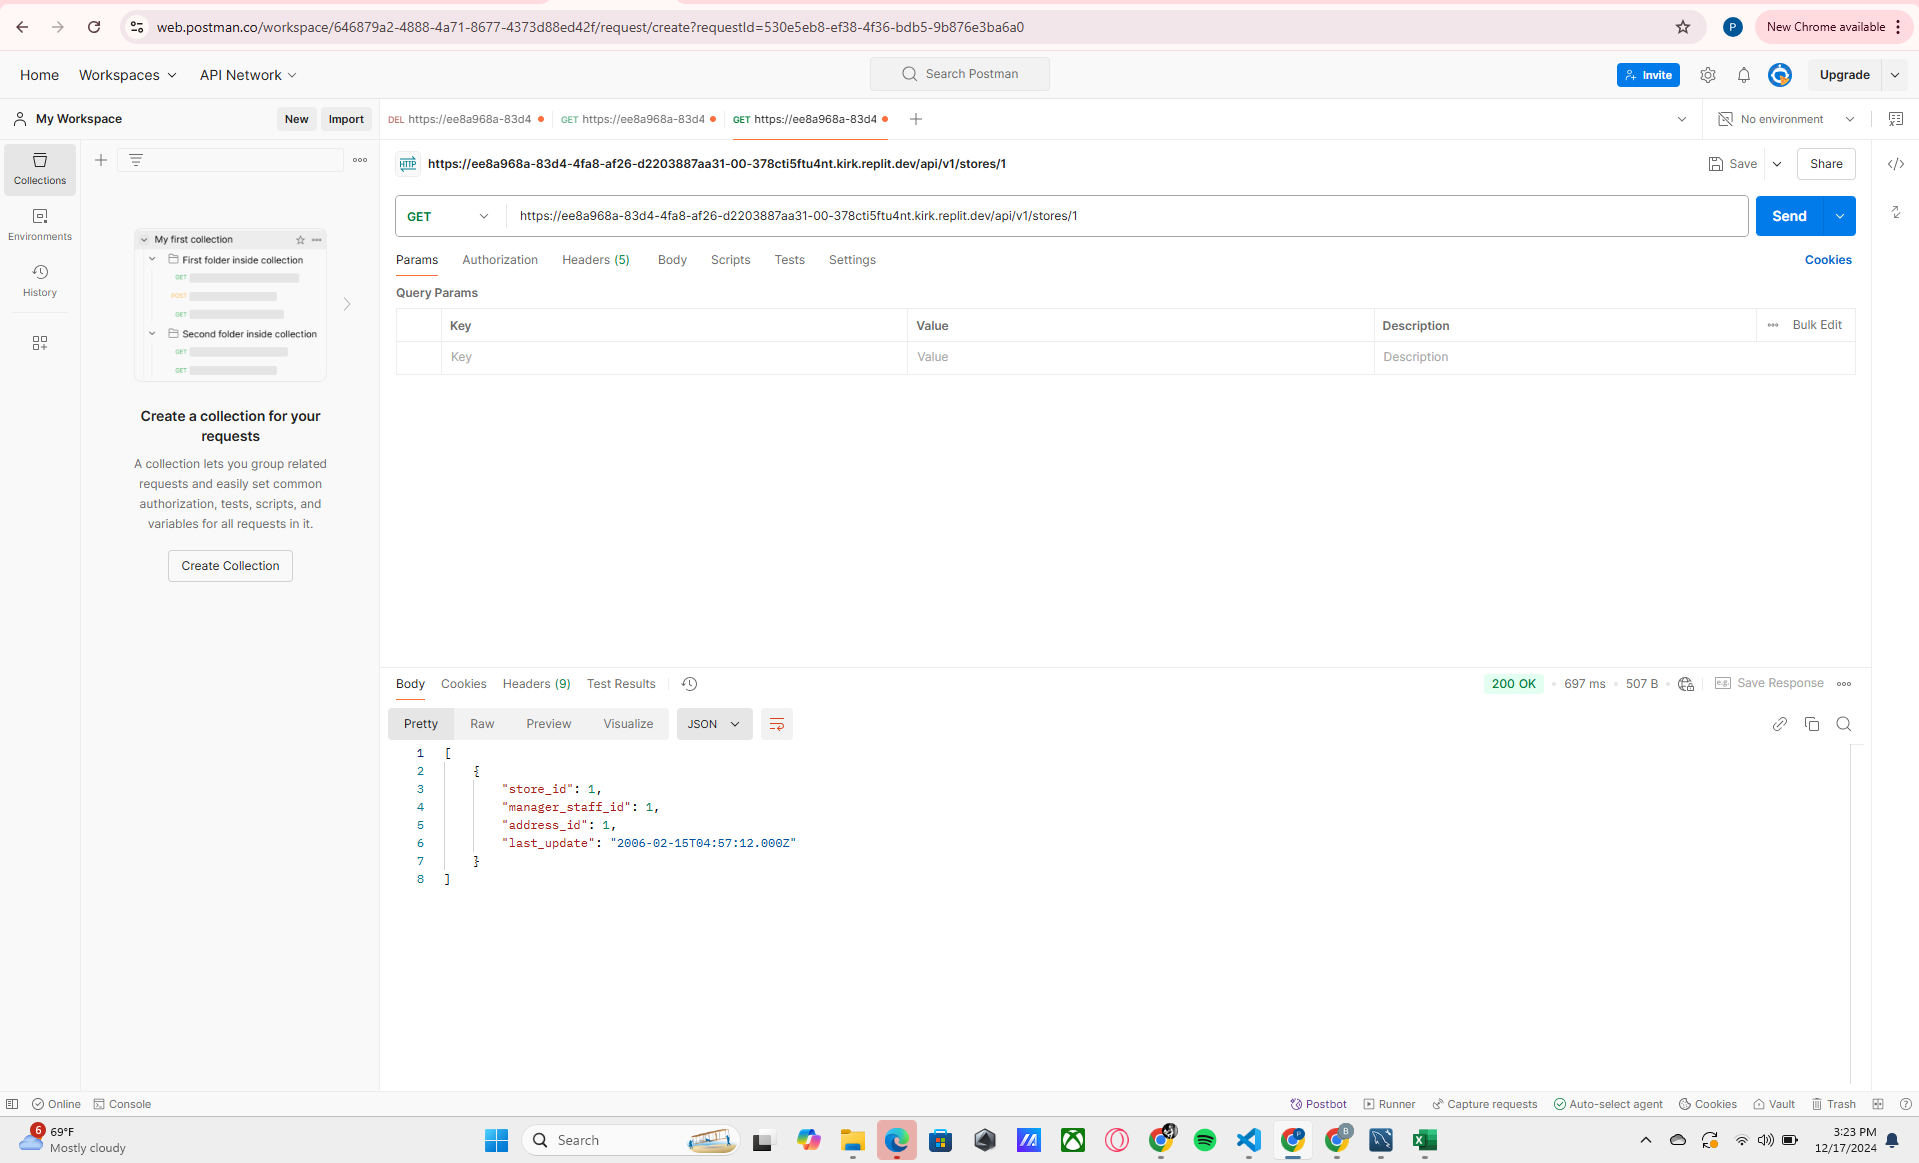 web.postman.co/workspace/646879a2-4888-4a71-8677-4373d88ed42f/request/create?requestId=530e5eb8-ef38-4f36-bdb5-9b876e3ba6a0
P
New Chrome available
Home Workspaces API Network
Search Postman
Invite
Upgrade
My Workspace
New Import
DEL https://ee8a968a-83d4
GET https://ee8a968a-83d4
GET https://ee8a968a-83d4
No environment
Collections
Environments
History
My first collection
First folder inside collection
GET
POST
GET
Second folder inside collection
GET
GET
Create a collection for your
requests
A collection lets you group related
requests and easily set common
authorization, tests, scripts, and
variables for all requests in it.
Create Collection
HTTP https://ee8a968a-83d4-4fa8-af26-d2203887aa31-00-378cti5ftu4nt.kirk.replit.dev/api/v1/stores/1
Save Share
GET https://ee8a968a-83d4-4fa8-af26-d2203887aa31-00-378cti5ftu4nt.kirk.replit.dev/api/v1/stores/1
Send
Params Authorization Headers (5) Body Scripts Tests Settings Cookies
Query Params
Key Value Description Bulk Edit
Key Value Description
Body Cookies Headers (9) Test Results
200 OK 697 ms 507 B e.g. Save Response
Pretty Raw Preview Visualize JSON
1 [
2 {
3 "store_id": 1,
4 "manager_staff_id": 1,
5 "address_id": 1,
6 "last_update": "2006-02-15T04:57:12.000Z"
7 }
8 ]
Online Console
Postbot Runner Capture requests Auto-select agent Cookies Vault Trash
6
69°F
Mostly cloudy
Search
B
3:23 PM
12/17/2024